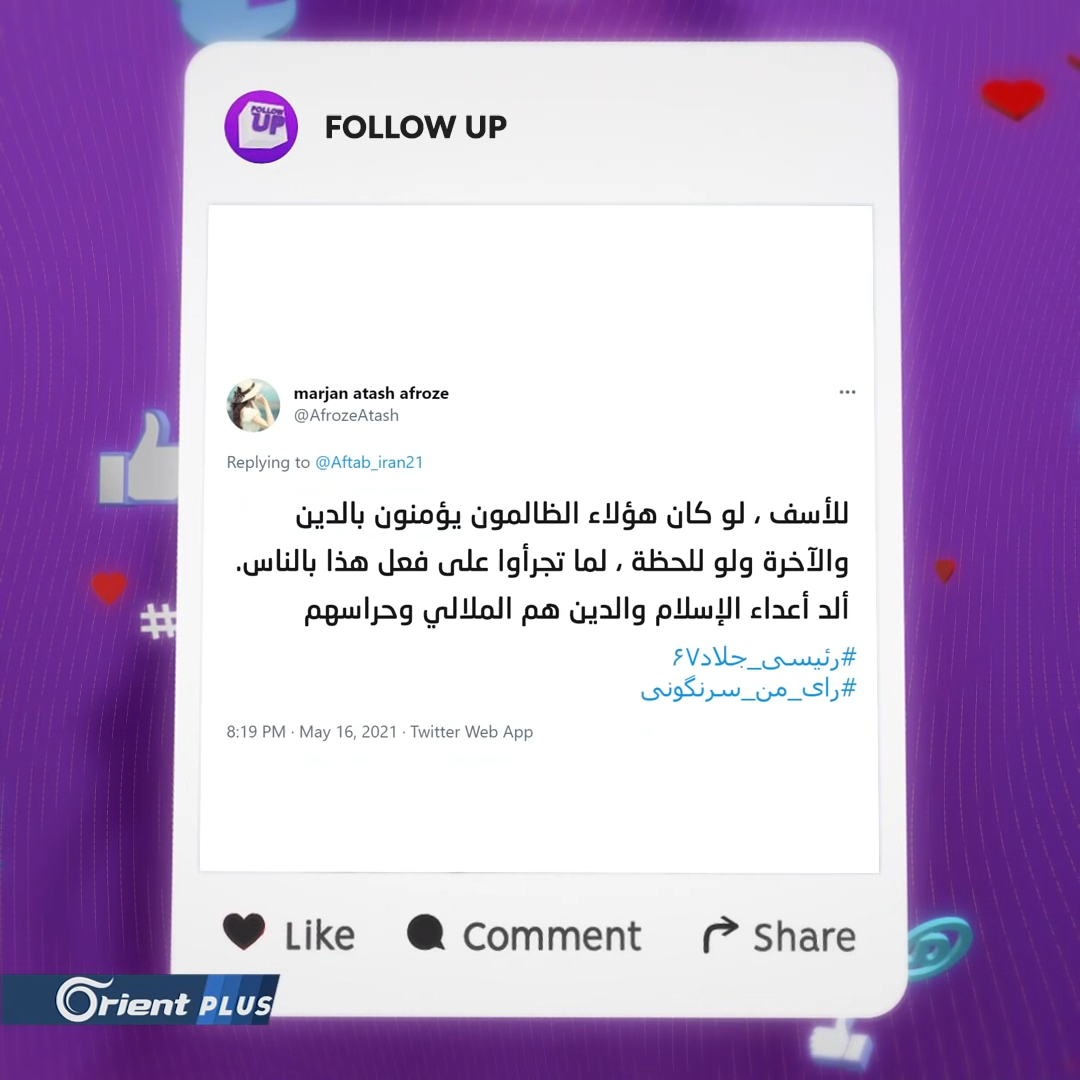 FOLLOW UP
FOLLOW UP
marjan atash afroze
@AfrozeAtash
Replying to @Aftab_iran21
للأسف ، لو كان هؤلاء الظالمون يؤمنون بالدين
والآخرة ولو للحظة ، لما تجرأوا على فعل هذا بالناس.
ألد أعداء الإسلام والدين هم الملالي وحراسهم
#رئیسی_جلاد۶۷
#رای_من_سرنگونی
8:19 PM · May 16, 2021 · Twitter Web App
Like Comment Share
Orient PLUS